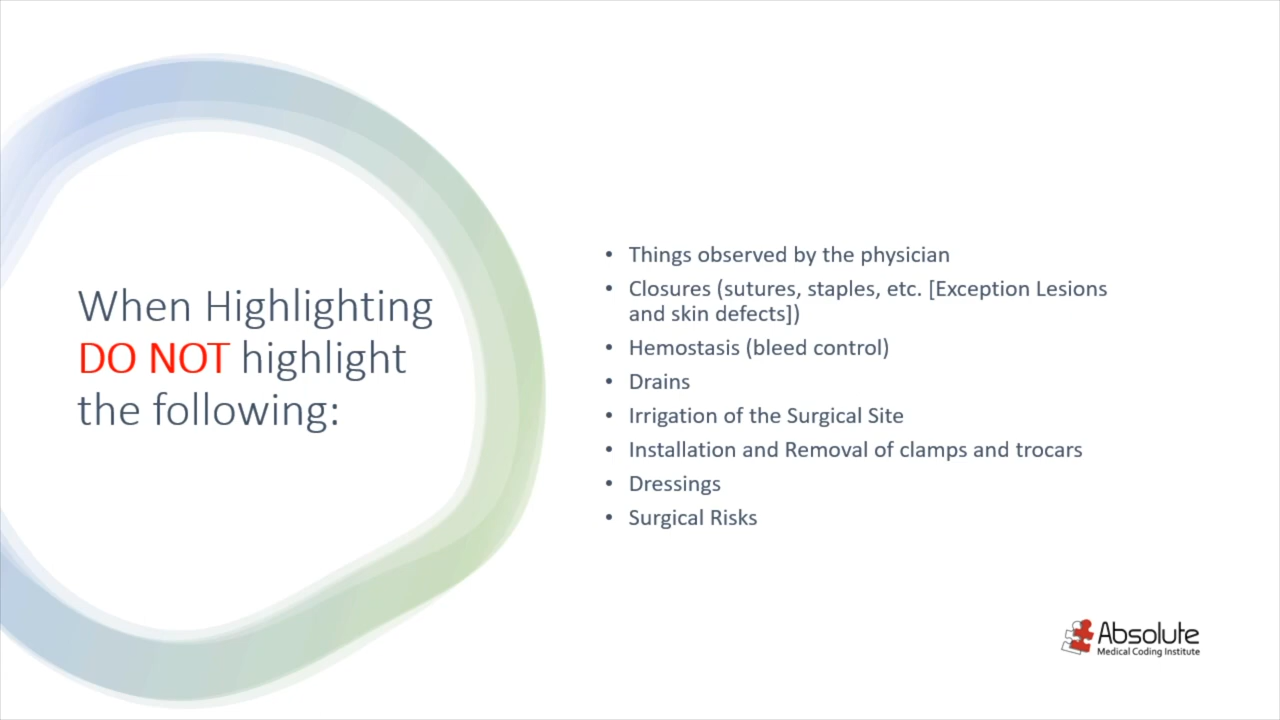 When Highlighting
DO NOT highlight
the following:
• Things observed by the physician
• Closures (sutures, staples, etc. [Exception Lesions
and skin defects])
• Hemostasis (bleed control)
• Drains
• Irrigation of the Surgical Site
• Installation and Removal of clamps and trocars
• Dressings
• Surgical Risks
Absolute
Medical Coding Institute